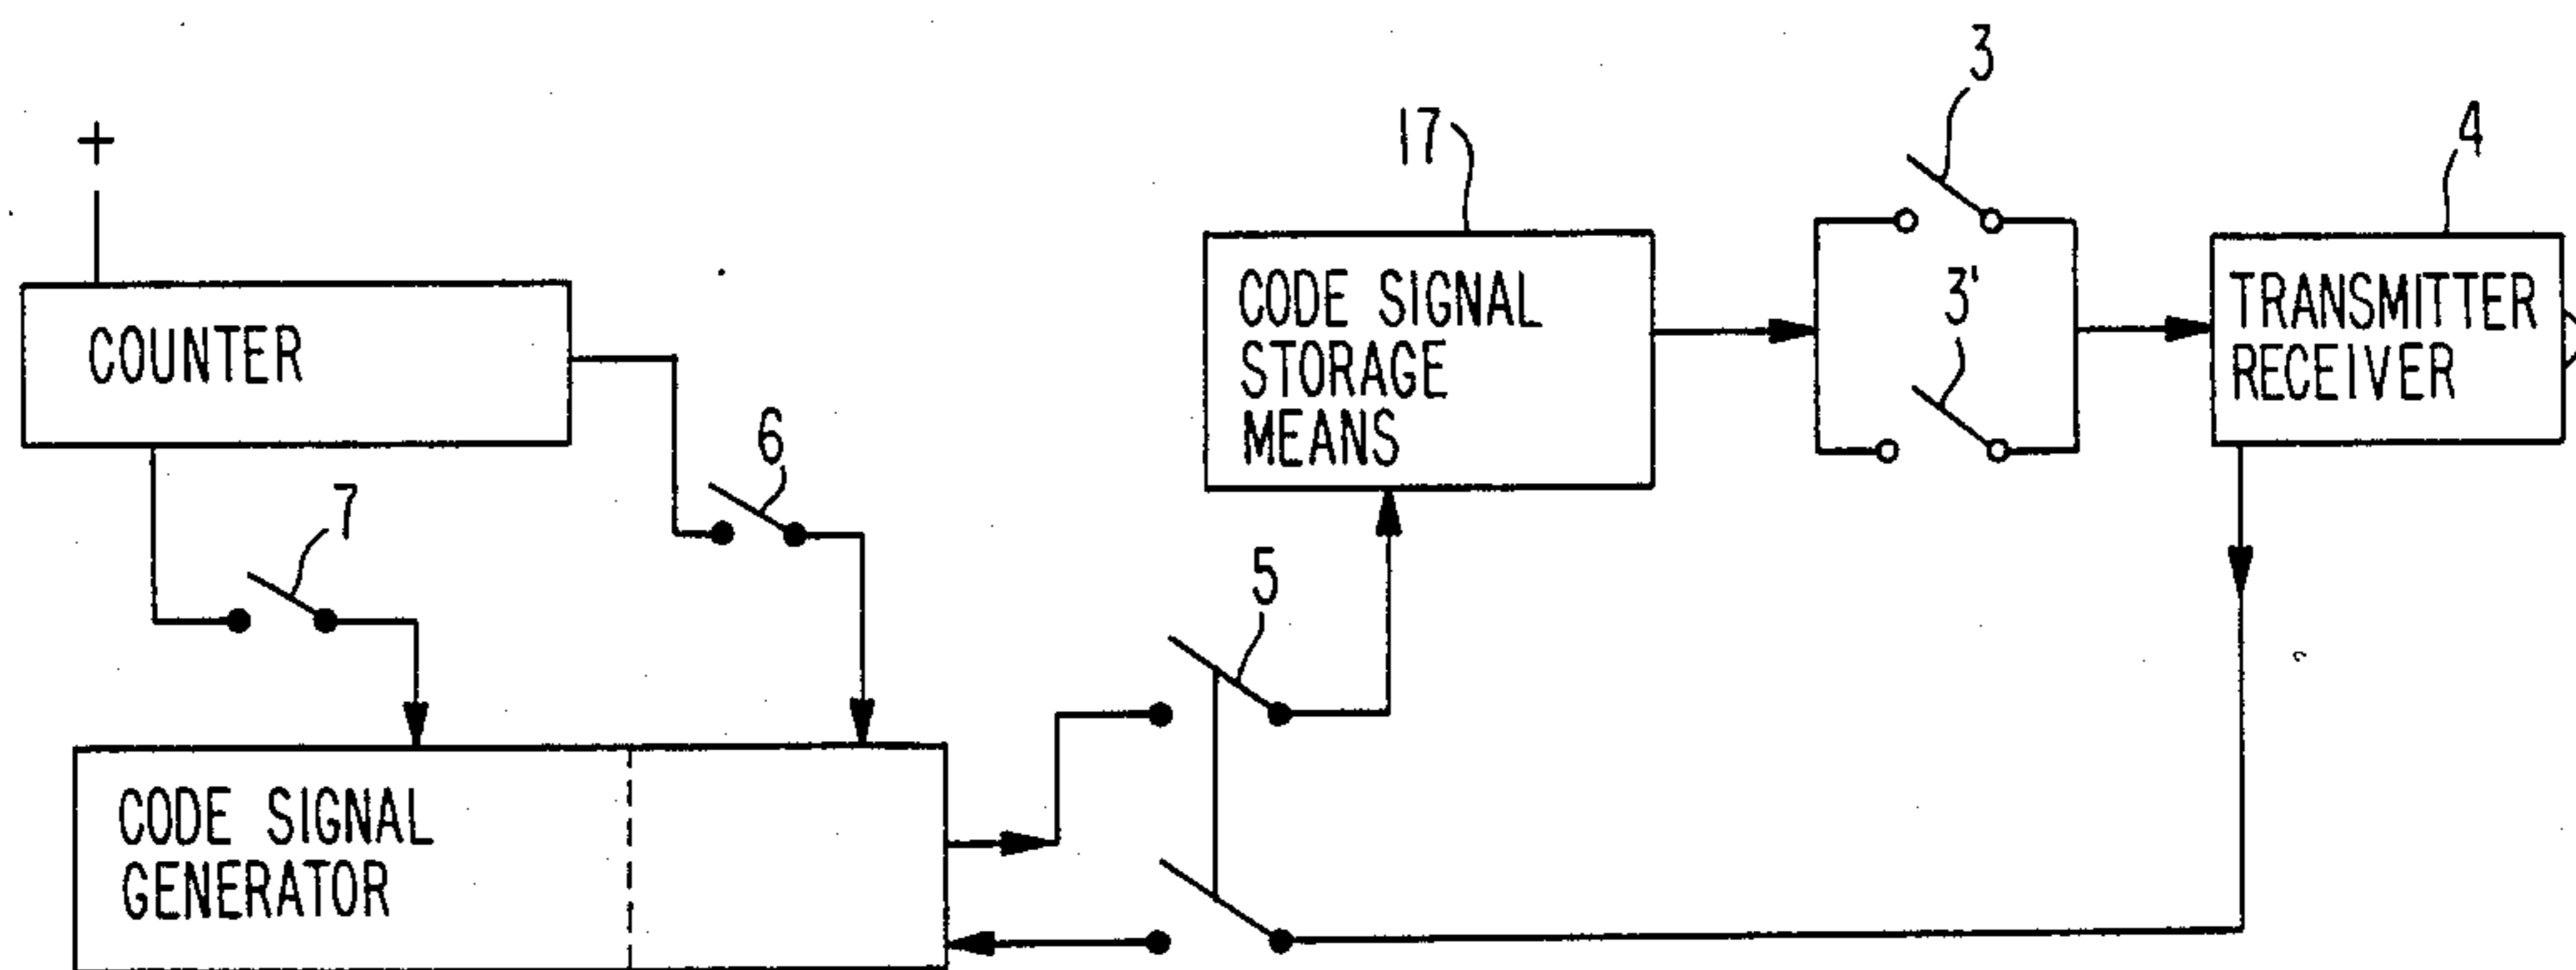 3
17
4
+
CODE SIGNAL
STORAGE
MEANS
3'
TRANSMITTER
RECEIVER
COUNTER
6
7
5
CODE SIGNAL
GENERATOR